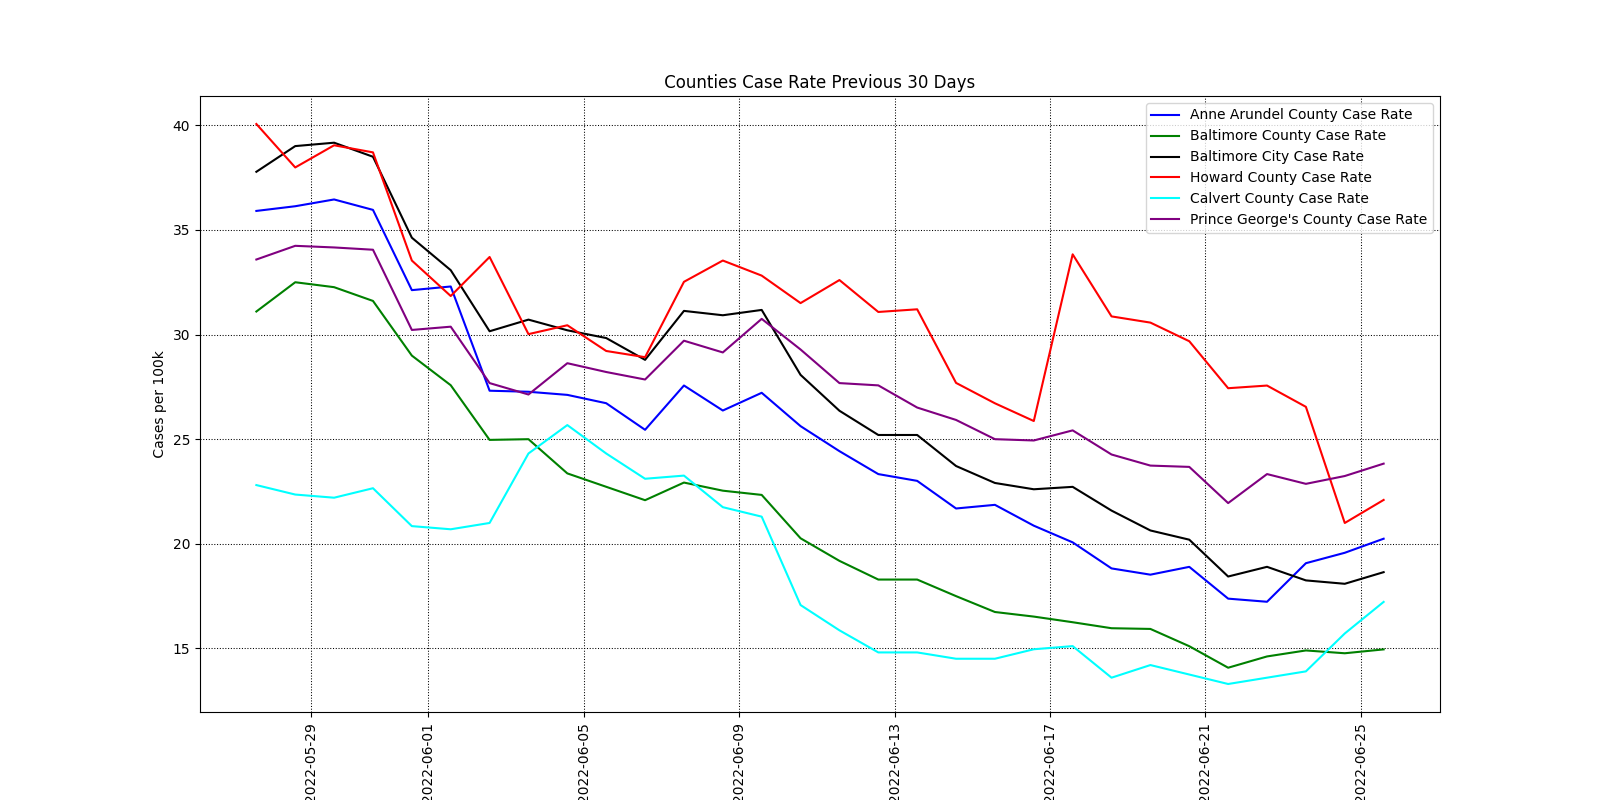 Counties Case Rate Previous 30 Days
Anne Arundel County Case Rate
Baltimore County Case Rate
Baltimore City Case Rate
Howard County Case Rate
Calvert County Case Rate
Prince George's County Case Rate
Cases per 100k
40
35
30
25
20
15
2022-05-29
2022-06-01
2022-06-05
2022-06-09
2022-06-13
2022-06-17
2022-06-21
2022-06-25